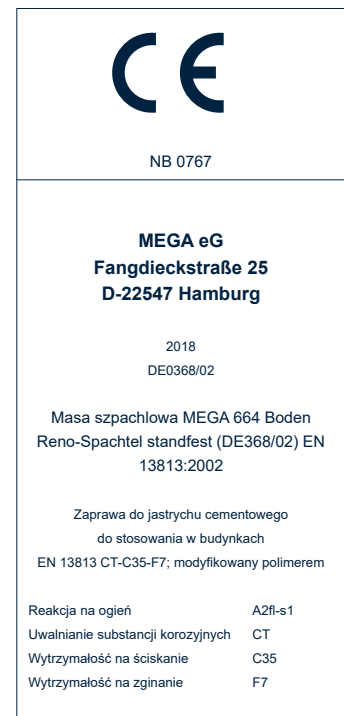 CE
NB 0767
MEGA eG
Fangdieckstraße 25
D-22547 Hamburg
2018
DE0368/02
Masa szpachlowa MEGA 664 Boden
Reno-Spachtel standfest (DE368/02) EN
13813:2002
Zaprawa do jastrychu cementowego
do stosowania w budynkach
EN 13813 CT-C35-F7; modyfikowany polimerem
Reakcja na ogień A2fl-s1
Uwalnianie substancji korozyjnych CT
Wytrzymałość na ściskanie C35
Wytrzymałość na zginanie F7